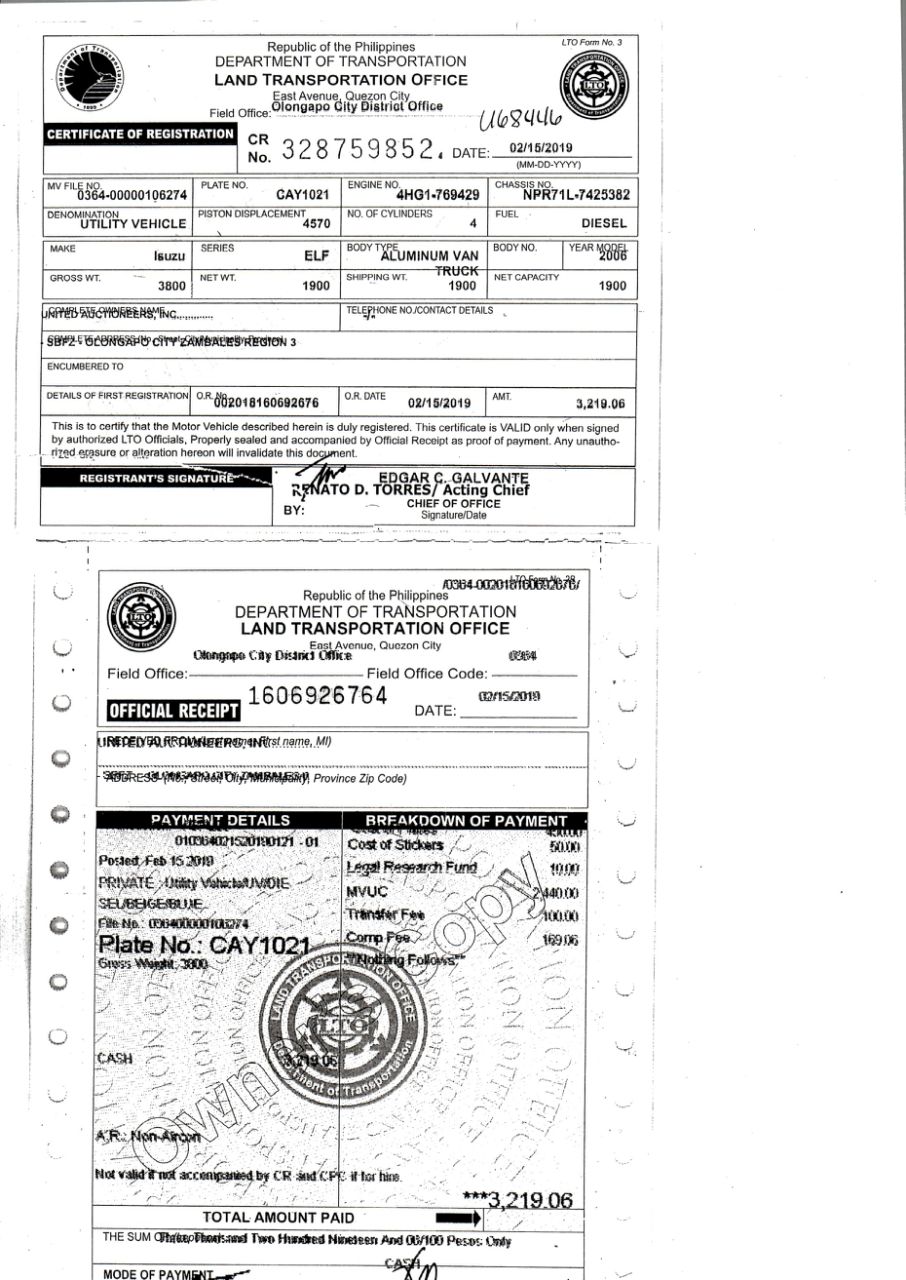 LTO Form No. 3
Republic of the Philippines
DEPARTMENT OF TRANSPORTATION
LAND TRANSPORTATION OFFICE
East Avenue, Quezon City
Field Office: Olongapo City District Office
U68446
CERTIFICATE OF REGISTRATION
CR No. 328759852. DATE: 02/15/2019
(MM-DD-YYYY)
MV FILE NO. PLATE NO. ENGINE NO. CHASSIS NO.
0364-00000106274 CAY1021 4HG1-769429 NPR71L-7425382
DENOMINATION PISTON DISPLACEMENT NO. OF CYLINDERS FUEL
UTILITY VEHICLE 4570 4 DIESEL
MAKE SERIES BODY TYPE BODY NO. YEAR MODEL
Isuzu ELF ALUMINUM VAN TRUCK 2006
GROSS WT. NET WT. SHIPPING WT. NET CAPACITY
3800 1900 1900 1900
COMPLETE OWNERS NAME TELEPHONE NO./CONTACT DETAILS
UNITED AUCTIONEERS, INC.
COMPLETE ADDRESS
SBFZ - OLONGAPO CITY ZAMBALES REGION 3
ENCUMBERED TO
DETAILS OF FIRST REGISTRATION O.R. No. 002018160692676 O.R. DATE 02/15/2019 AMT. 3,219.06
This is to certify that the Motor Vehicle described herein is duly registered. This certificate is VALID only when signed
by authorized LTO Officials, Properly sealed and accompanied by Official Receipt as proof of payment. Any unautho-
rized erasure or alteration hereon will invalidate this document.
REGISTRANT'S SIGNATURE
EDGAR C. GALVANTE
RENATO D. TORRES/ Acting Chief
BY: CHIEF OF OFFICE
Signature/Date
/0364-002018160692676/
Republic of the Philippines
DEPARTMENT OF TRANSPORTATION
LAND TRANSPORTATION OFFICE
East Avenue, Quezon City
Olongapo City District Office 0364
Field Office: Field Office Code:
OFFICIAL RECEIPT 1606926764 DATE: 02/15/2019
RECEIVED FROM First name, MI)
UNITED AUCTIONEERS, INC.
ADDRESS (No., Street, City, Municipality, Province Zip Code)
PAYMENT DETAILS BREAKDOWN OF PAYMENT
450.00
010364021520190121 - 01 Cost of Stickers 50.00
Posted: Feb 15 2019 Legal Research Fund 10.00
PRIVATE Utility Vehicle/UV/DIE MVUC 2,440.00
SEL/BEIGE/BLUE Transfer Fee 100.00
File No.: 036400000106274
Plate No.: CAY1021 Comp Fee 169.06
Gross Weight: 3800 **Nothing Follows**
Owner's Copy
LAND TRANSPORTATION OFFICE
LTO
Department of Transportation
CASH 3,219.06
A.R.: Non-Aircon
Not valid if not accompanied by CR and CPC if for hire.
***3,219.06
TOTAL AMOUNT PAID
THE SUM OF Three Thousand Two Hundred Nineteen And 06/100 Pesos Only
CASH
MODE OF PAYMENT